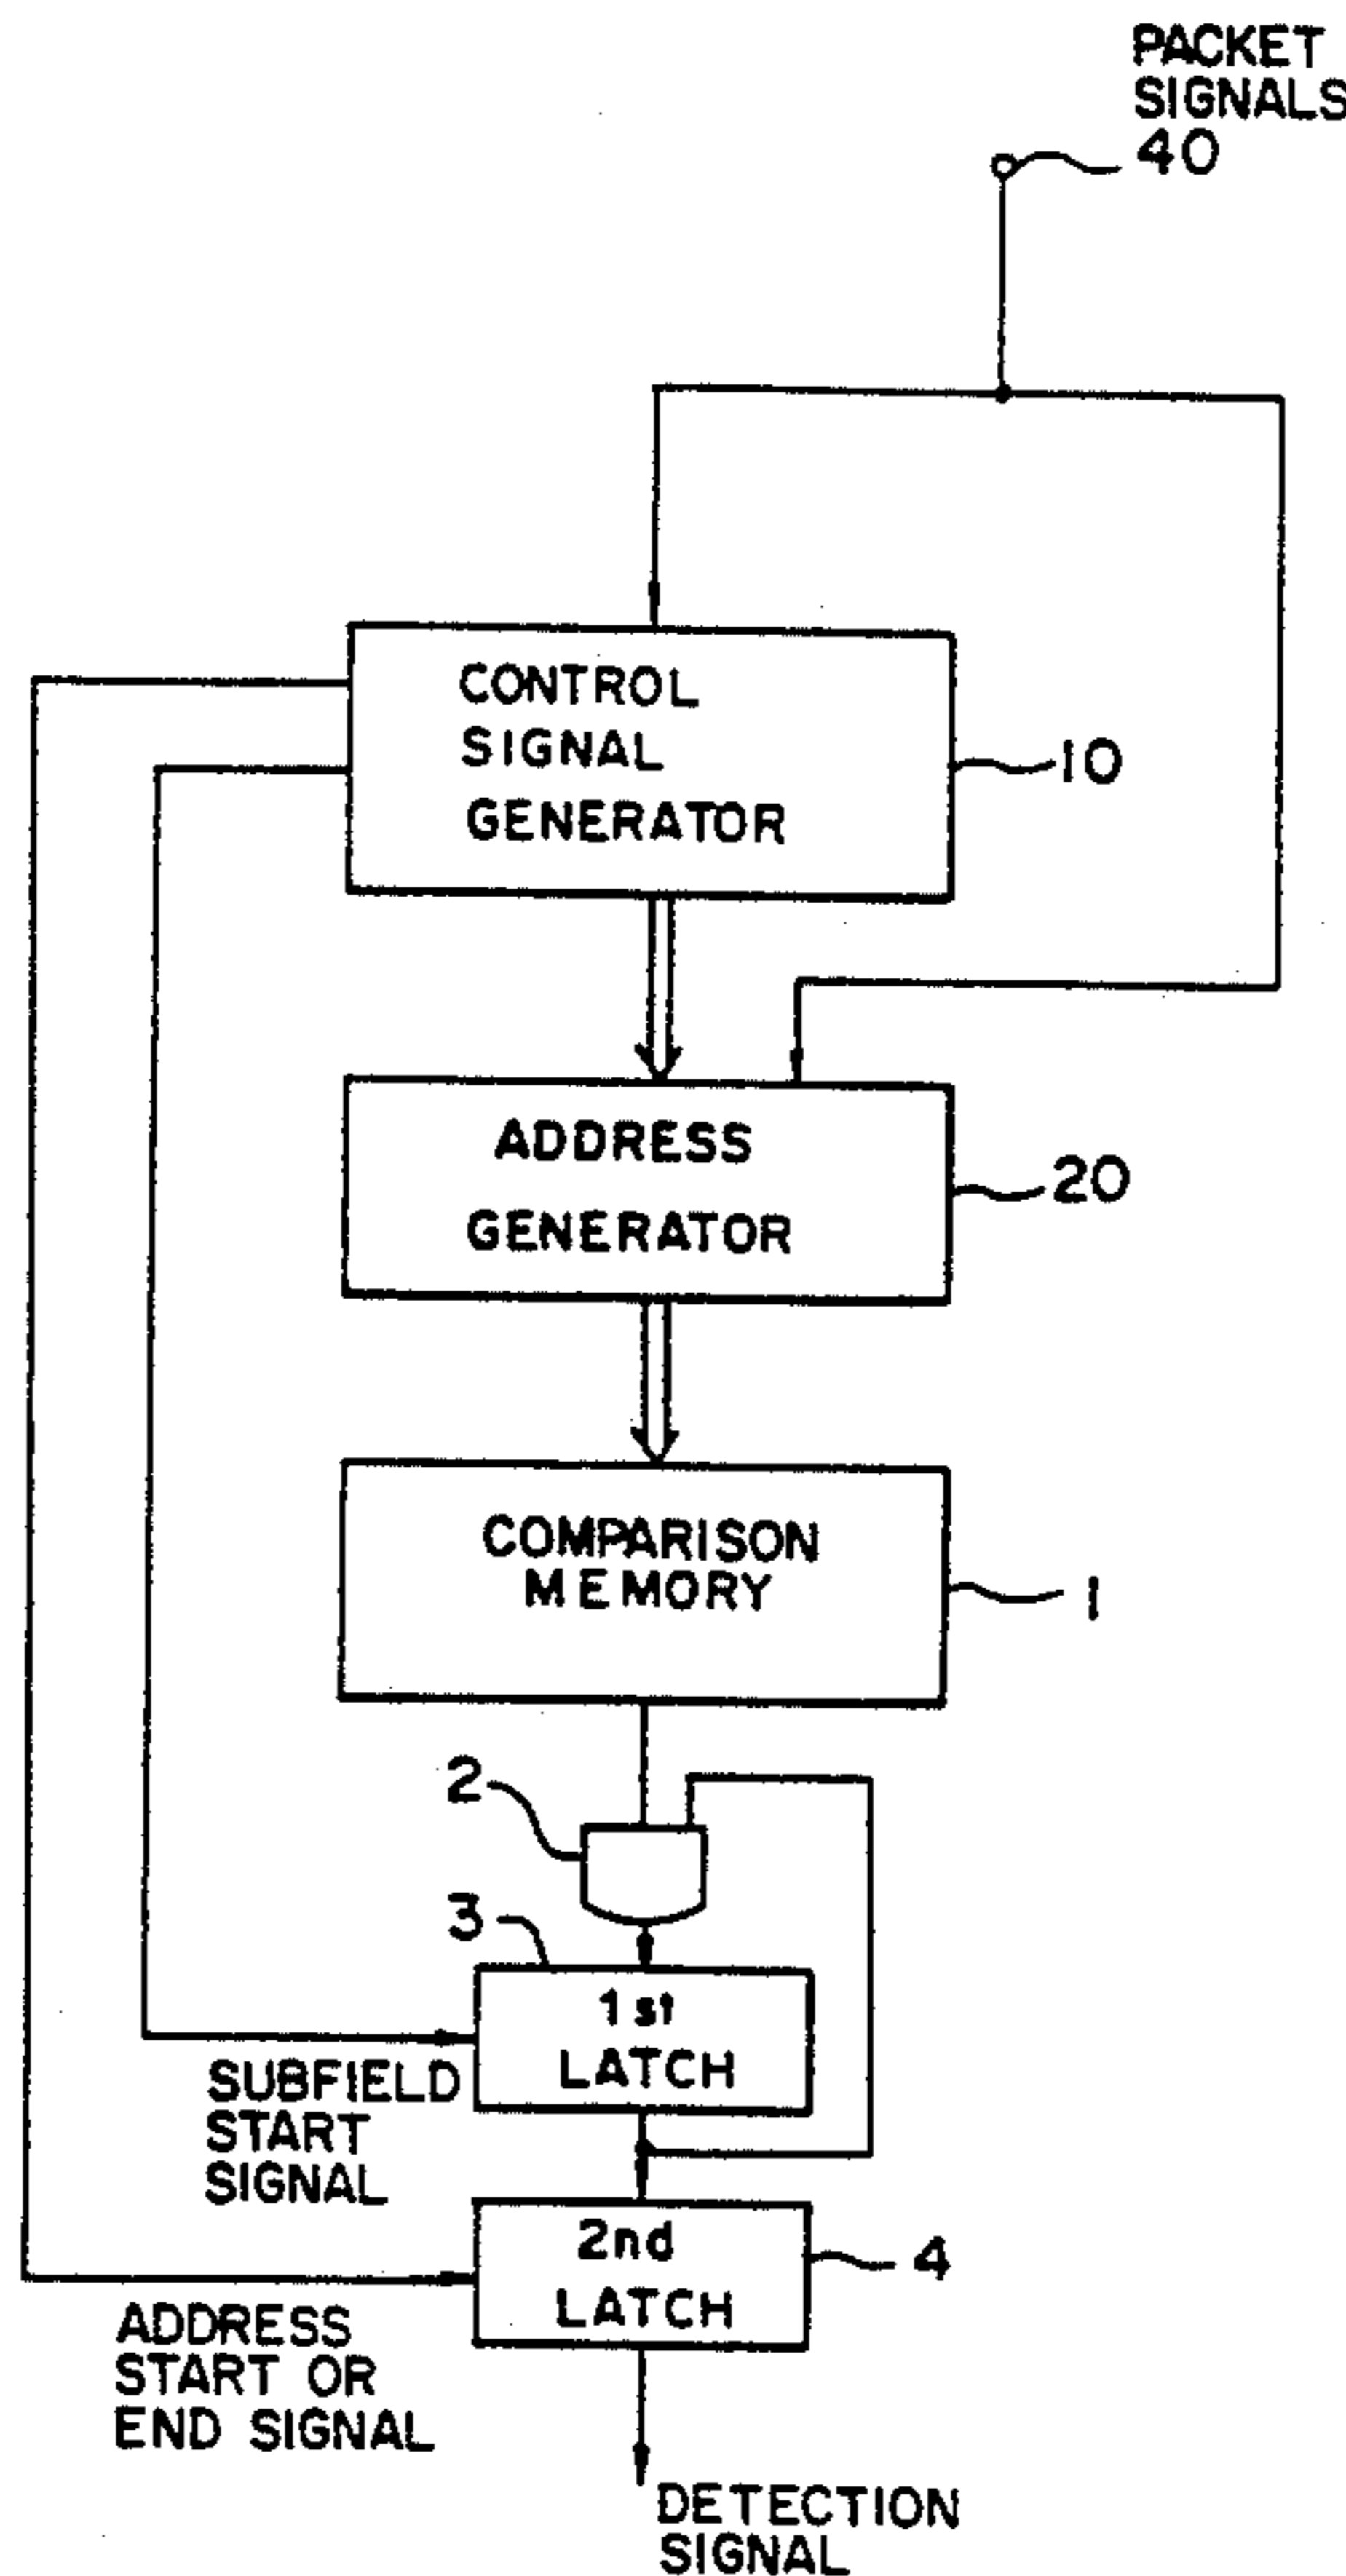 PACKET
SIGNALS
40
CONTROL
SIGNAL
GENERATOR
10
ADDRESS
GENERATOR
20
COMPARISON
MEMORY
1
2
3
1st
LATCH
SUBFIELD
START
SIGNAL
2nd
LATCH
4
ADDRESS
START OR
END SIGNAL
DETECTION
SIGNAL